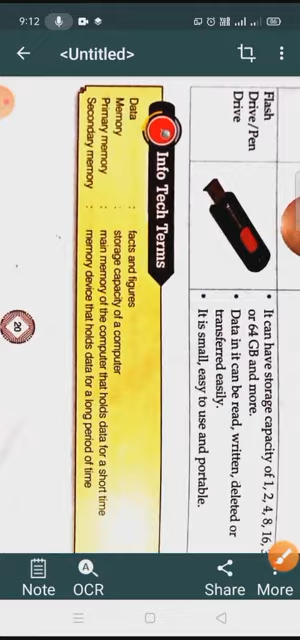 9:12
<Untitled>
Flash
Drive/Pen
Drive
• It can have storage capacity of 1, 2, 4, 8, 16,
or 64 GB and more.
• Data in it can be read, written, deleted or
transferred easily.
• It is small, easy to use and portable.
Info Tech Terms
Data : facts and figures
Memory : storage capacity of a computer
Primary memory : main memory of the computer that holds data for a short time
Secondary memory : memory device that holds data for a long period of time
20
Note
OCR
Share
More